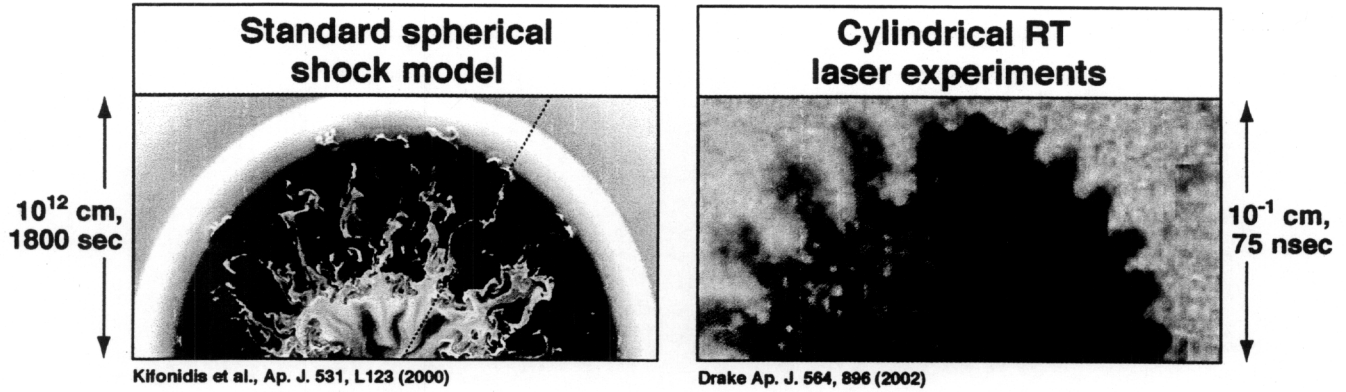 Standard spherical
shock model
Cylindrical RT
laser experiments
10¹² cm,
1800 sec
10⁻¹ cm,
75 nsec
Kifonidis et al., Ap. J. 531, L123 (2000)
Drake Ap. J. 564, 896 (2002)